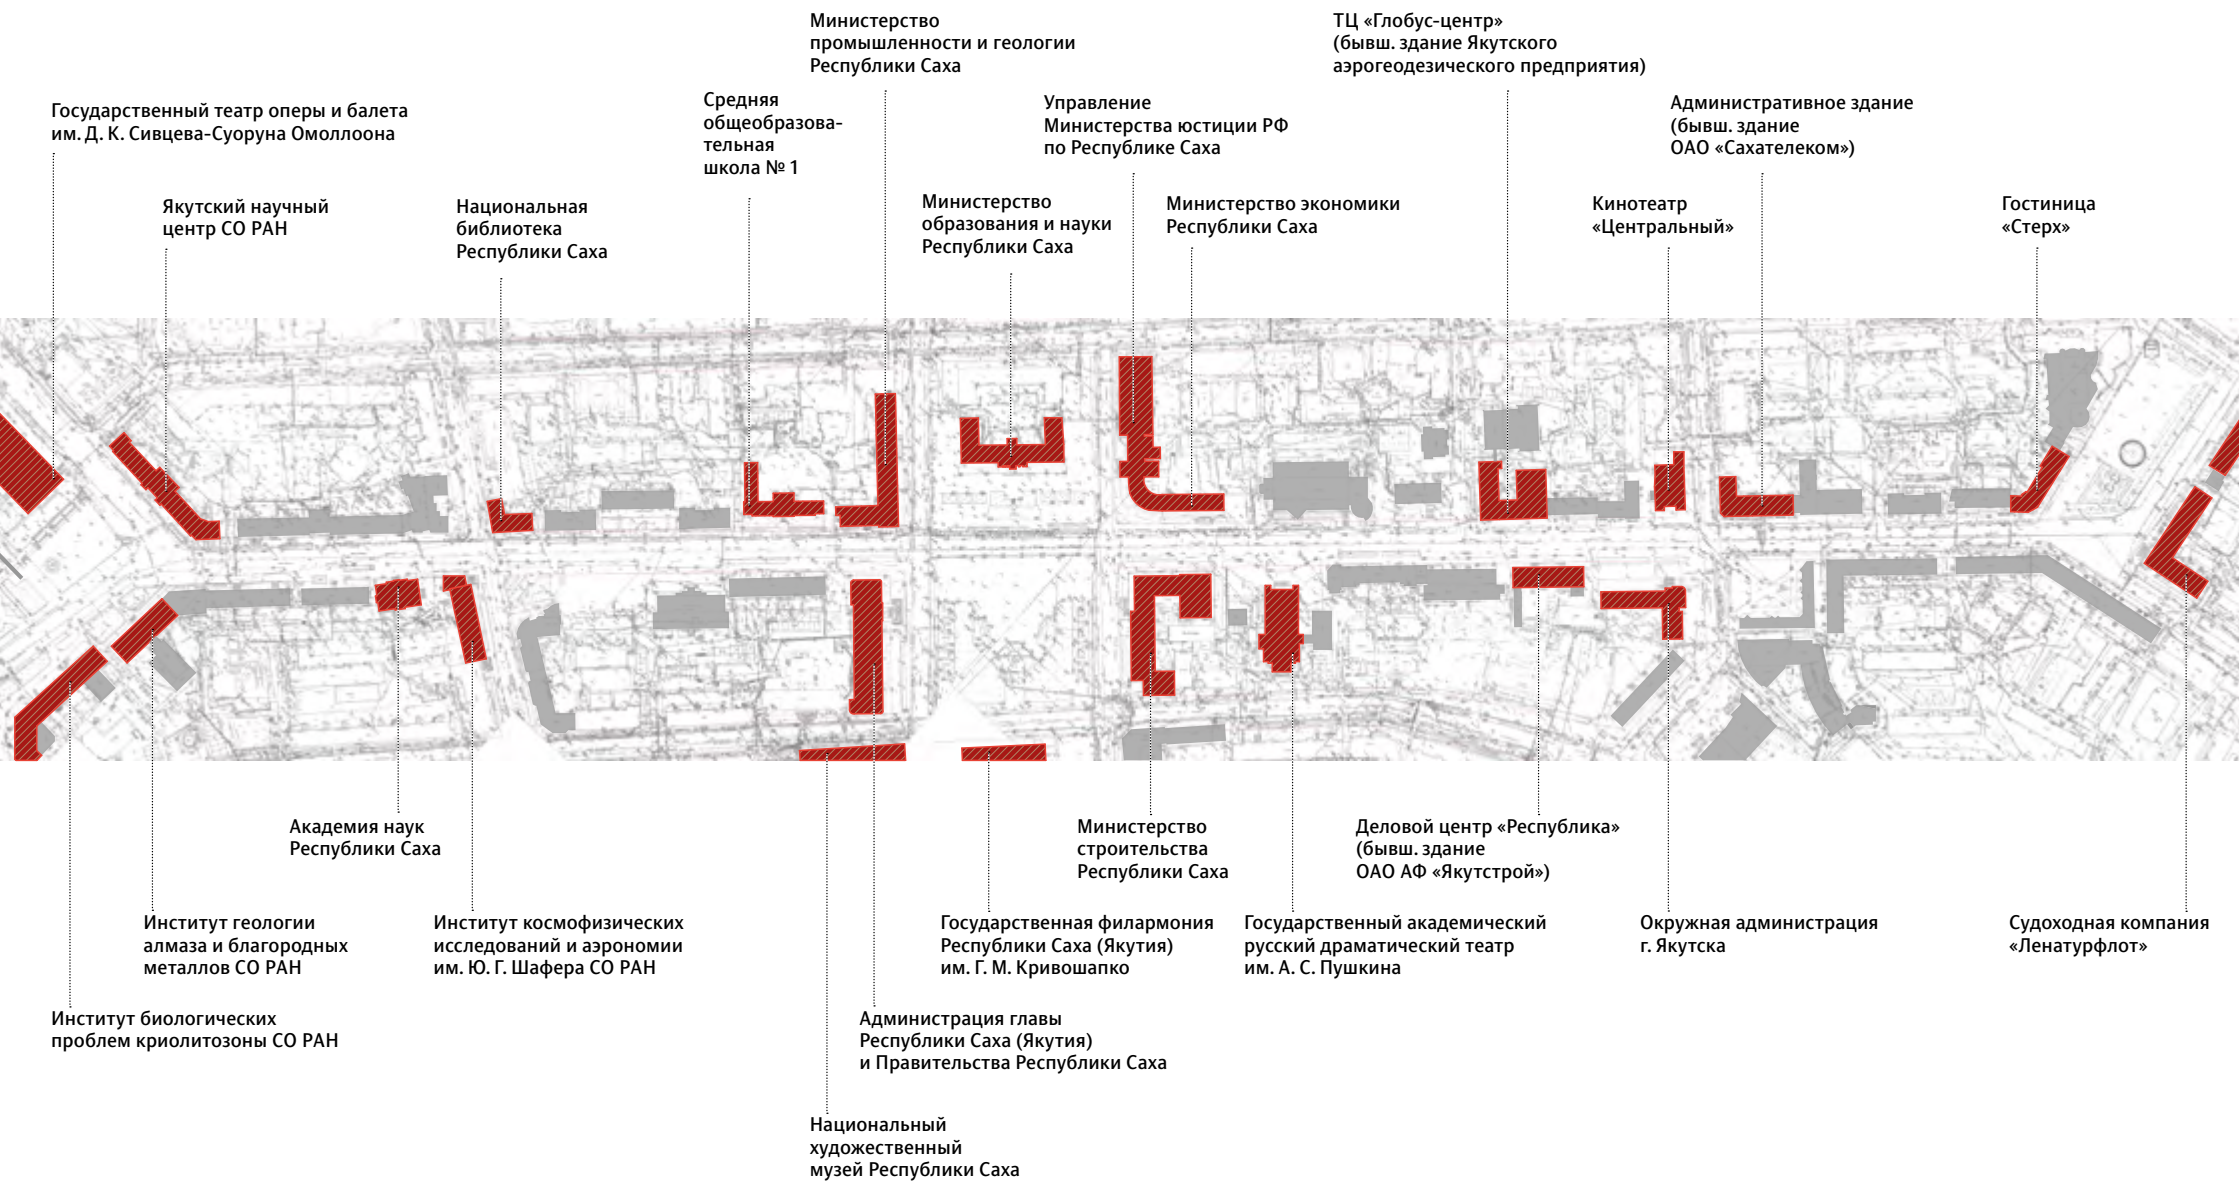 Министерство
промышленности и геологии
Республики Саха
ТЦ «Глобус-центр»
(бывш. здание Якутского
аэрогеодезического предприятия)
Государственный театр оперы и балета
им. Д. К. Сивцева-Суоруна Омоллоона
Средняя
общеобразова-
тельная
школа № 1
Управление
Министерства юстиции РФ
по Республике Саха
Административное здание
(бывш. здание
ОАО «Сахателеком»)
Якутский научный
центр СО РАН
Национальная
библиотека
Республики Саха
Министерство
образования и науки
Республики Саха
Министерство экономики
Республики Саха
Кинотеатр
«Центральный»
Гостиница
«Стерх»
Академия наук
Республики Саха
Министерство
строительства
Республики Саха
Деловой центр «Республика»
(бывш. здание
ОАО АФ «Якутстрой»)
Институт геологии
алмаза и благородных
металлов СО РАН
Институт космофизических
исследований и аэрономии
им. Ю. Г. Шафера СО РАН
Государственная филармония
Республики Саха (Якутия)
им. Г. М. Кривошапко
Государственный академический
русский драматический театр
им. А. С. Пушкина
Окружная администрация
г. Якутска
Судоходная компания
«Ленатурфлот»
Институт биологических
проблем криолитозоны СО РАН
Администрация главы
Республики Саха (Якутия)
и Правительства Республики Саха
Национальный
художественный
музей Республики Саха